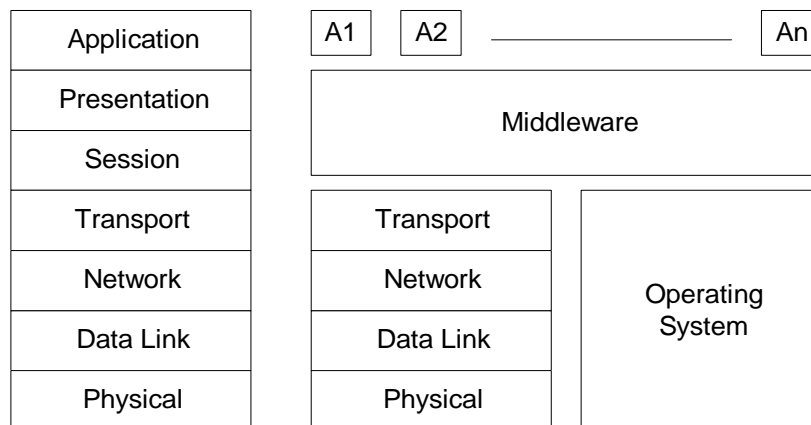 Application
Presentation
Session
Transport
Network
Data Link
Physical
A1 A2 An
Middleware
Transport
Network
Data Link
Physical
Operating
System